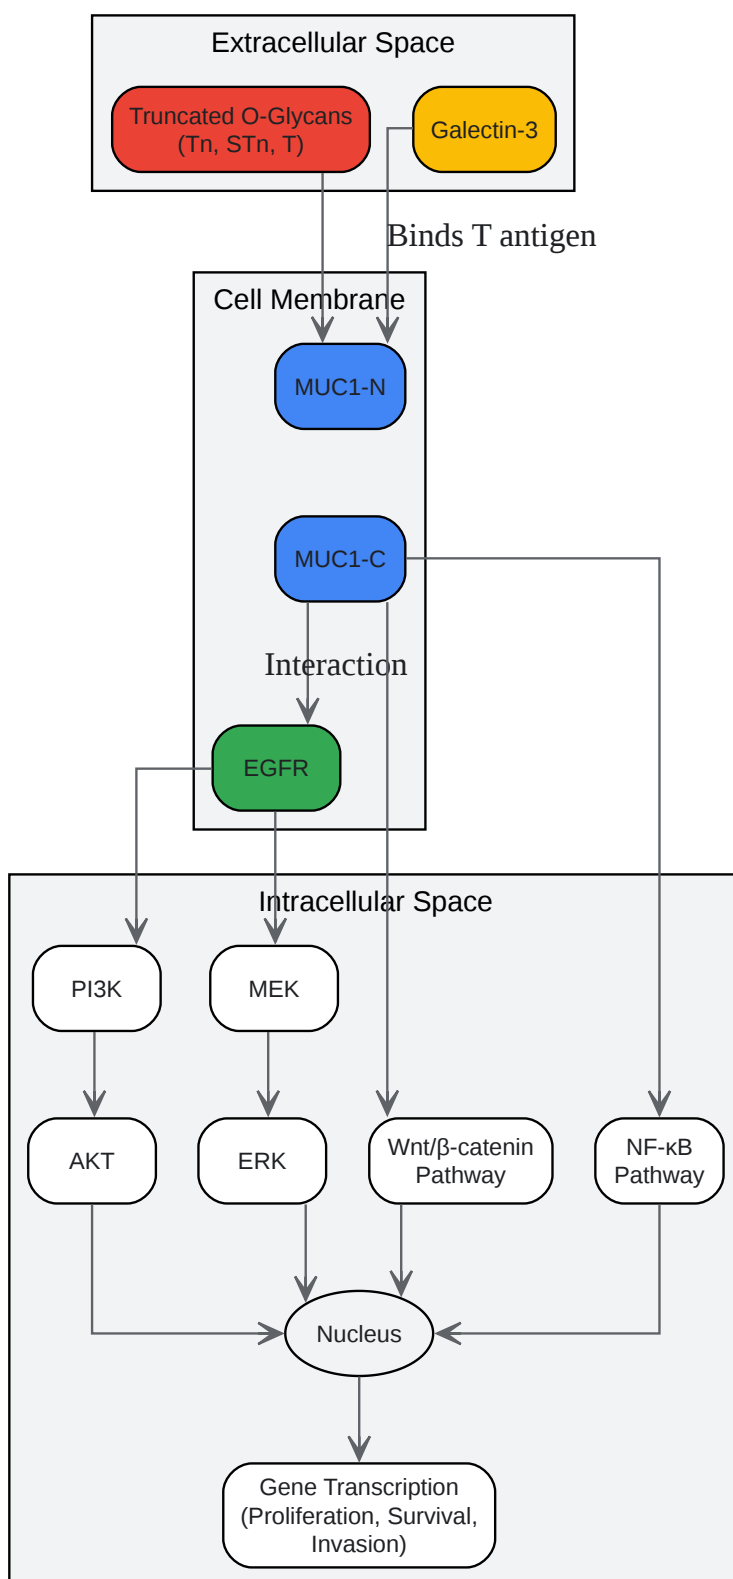 Extracellular Space
Truncated O-Glycans
(Tn, STn, T)
Galectin-3
Binds T antigen
Cell Membrane
MUC1-N
MUC1-C
Interaction
EGFR
Intracellular Space
PI3K
MEK
AKT
ERK
Wnt/β-catenin
Pathway
NF-κB
Pathway
Nucleus
Gene Transcription
(Proliferation, Survival,
Invasion)